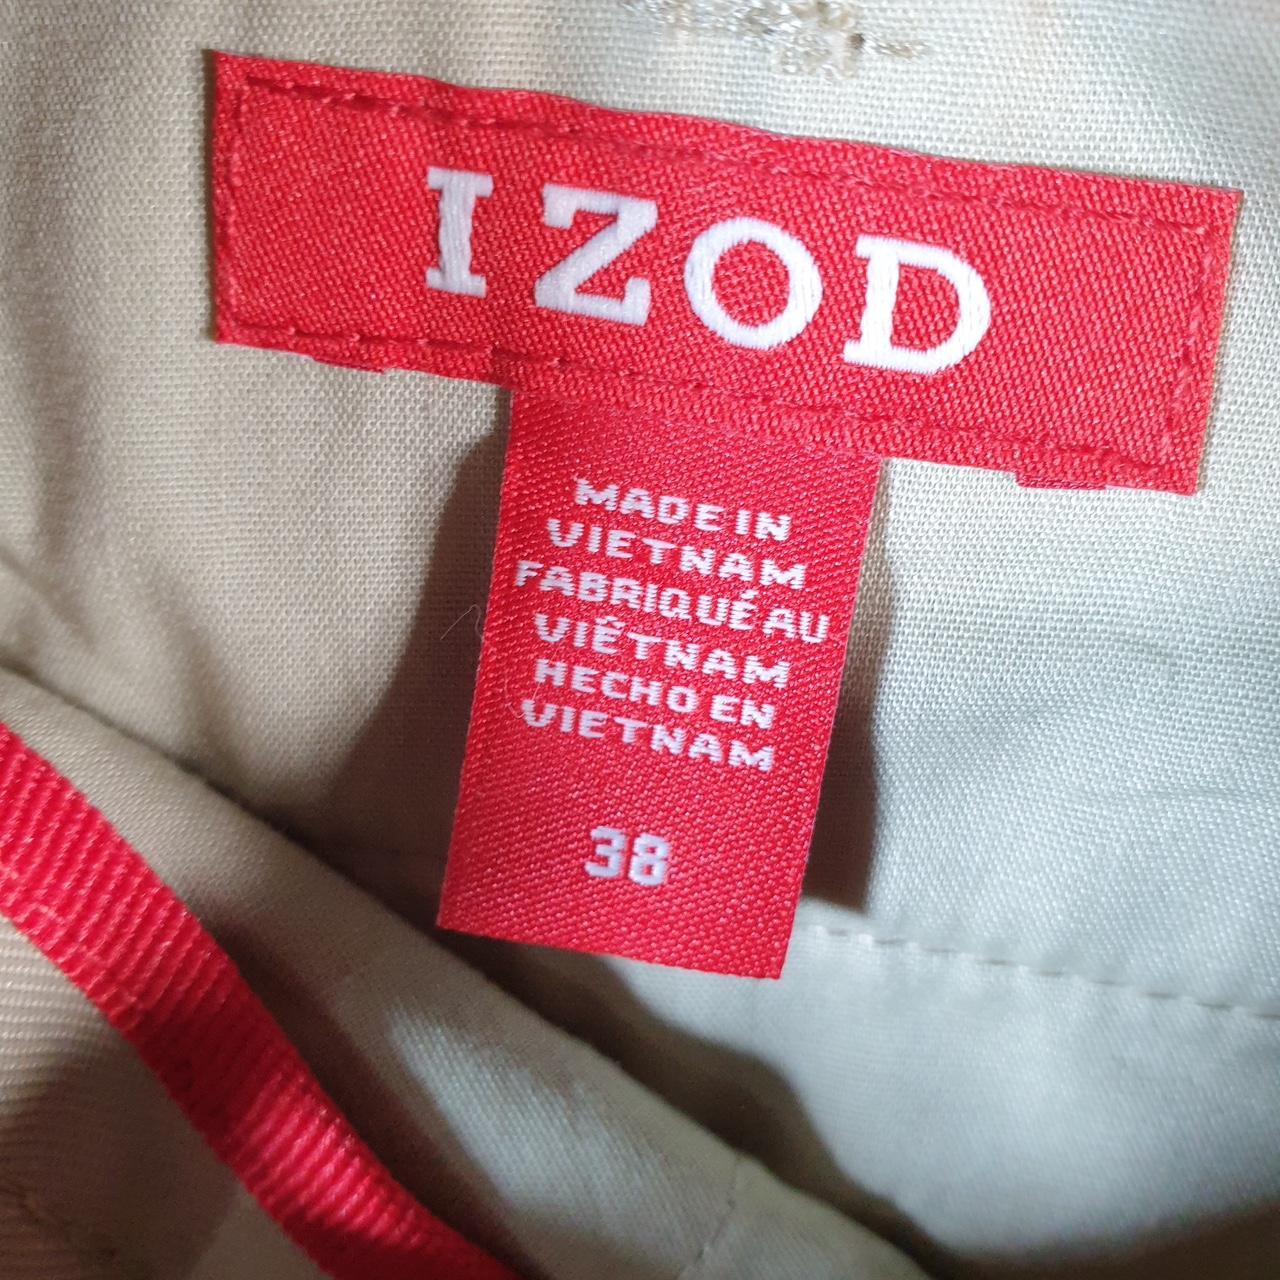 IZOD
MADE IN
VIETNAM
FABRIQUÉ AU
VIÊTNAM
HECHO EN
VIETNAM
38